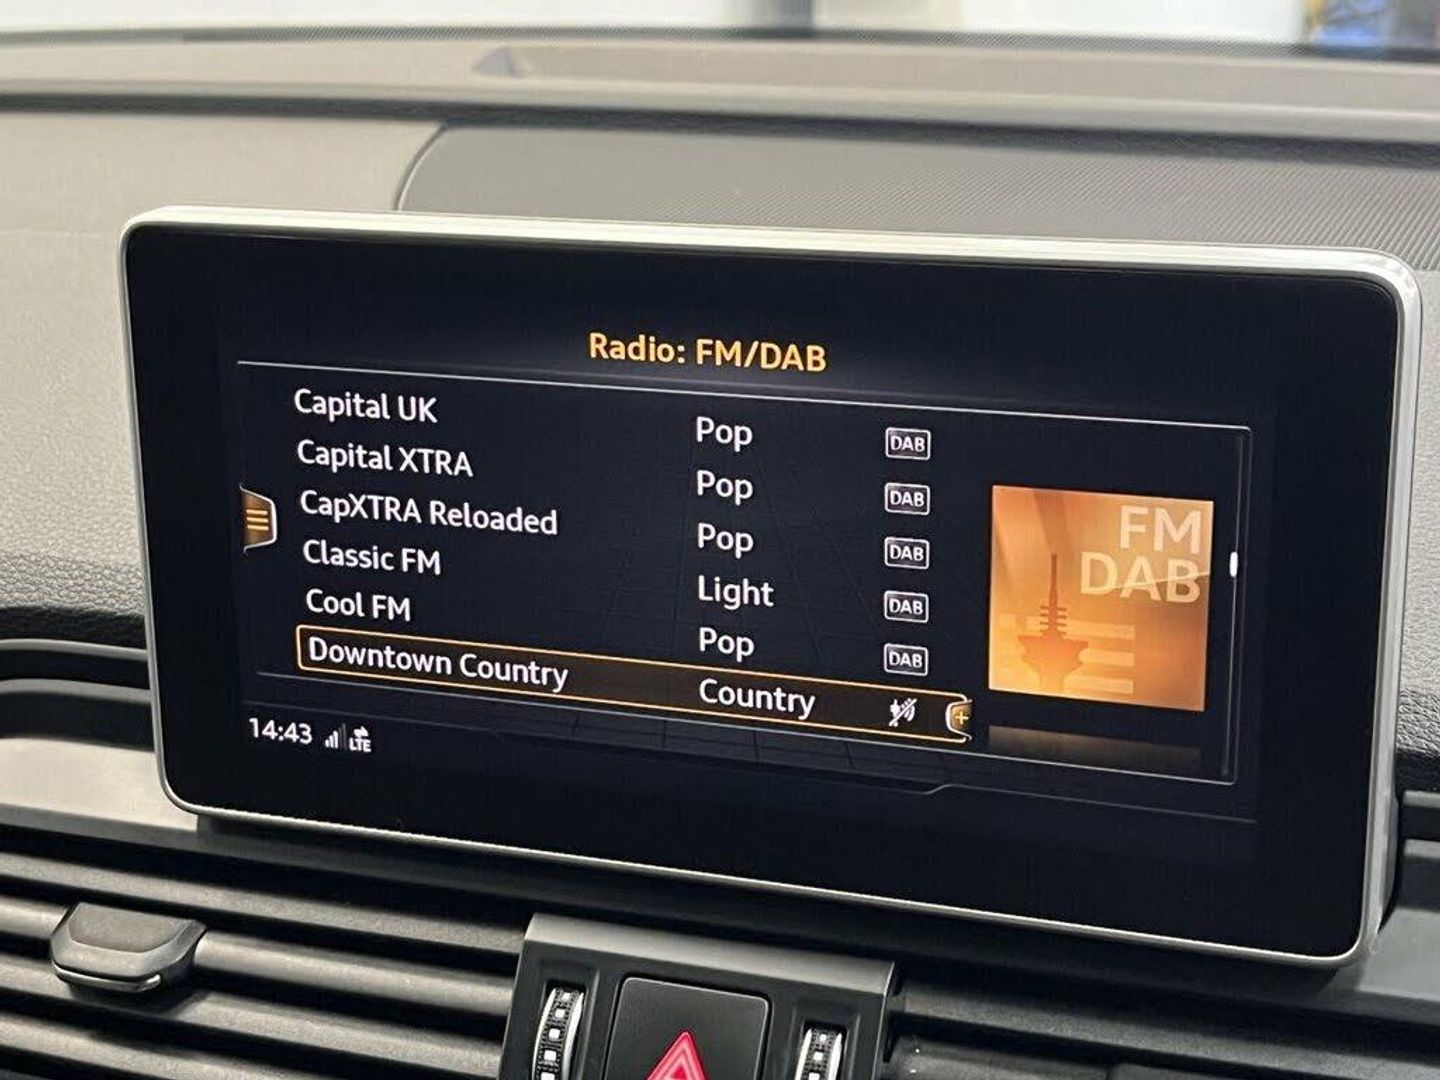 Radio: FM/DAB
Capital UK Pop DAB
Capital XTRA Pop DAB
CapXTRA Reloaded Pop DAB
Classic FM Light DAB
Cool FM Pop DAB
Downtown Country Country
FM
DAB
14:43 LTE